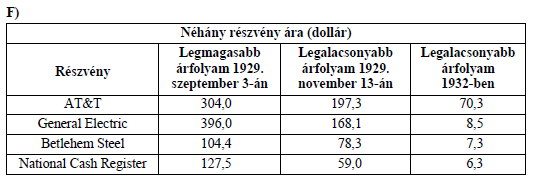 F)
Néhány részvény ára (dollár)
Részvény
Legmagasabb
árfolyam 1929.
szeptember 3-án
Legalacsonyabb
árfolyam 1929.
november 13-án
Legalacsonyabb
árfolyam
1932-ben
AT&T 304,0 197,3 70,3
General Electric 396,0 168,1 8,5
Betlehem Steel 104,4 78,3 7,3
National Cash Register 127,5 59,0 6,3